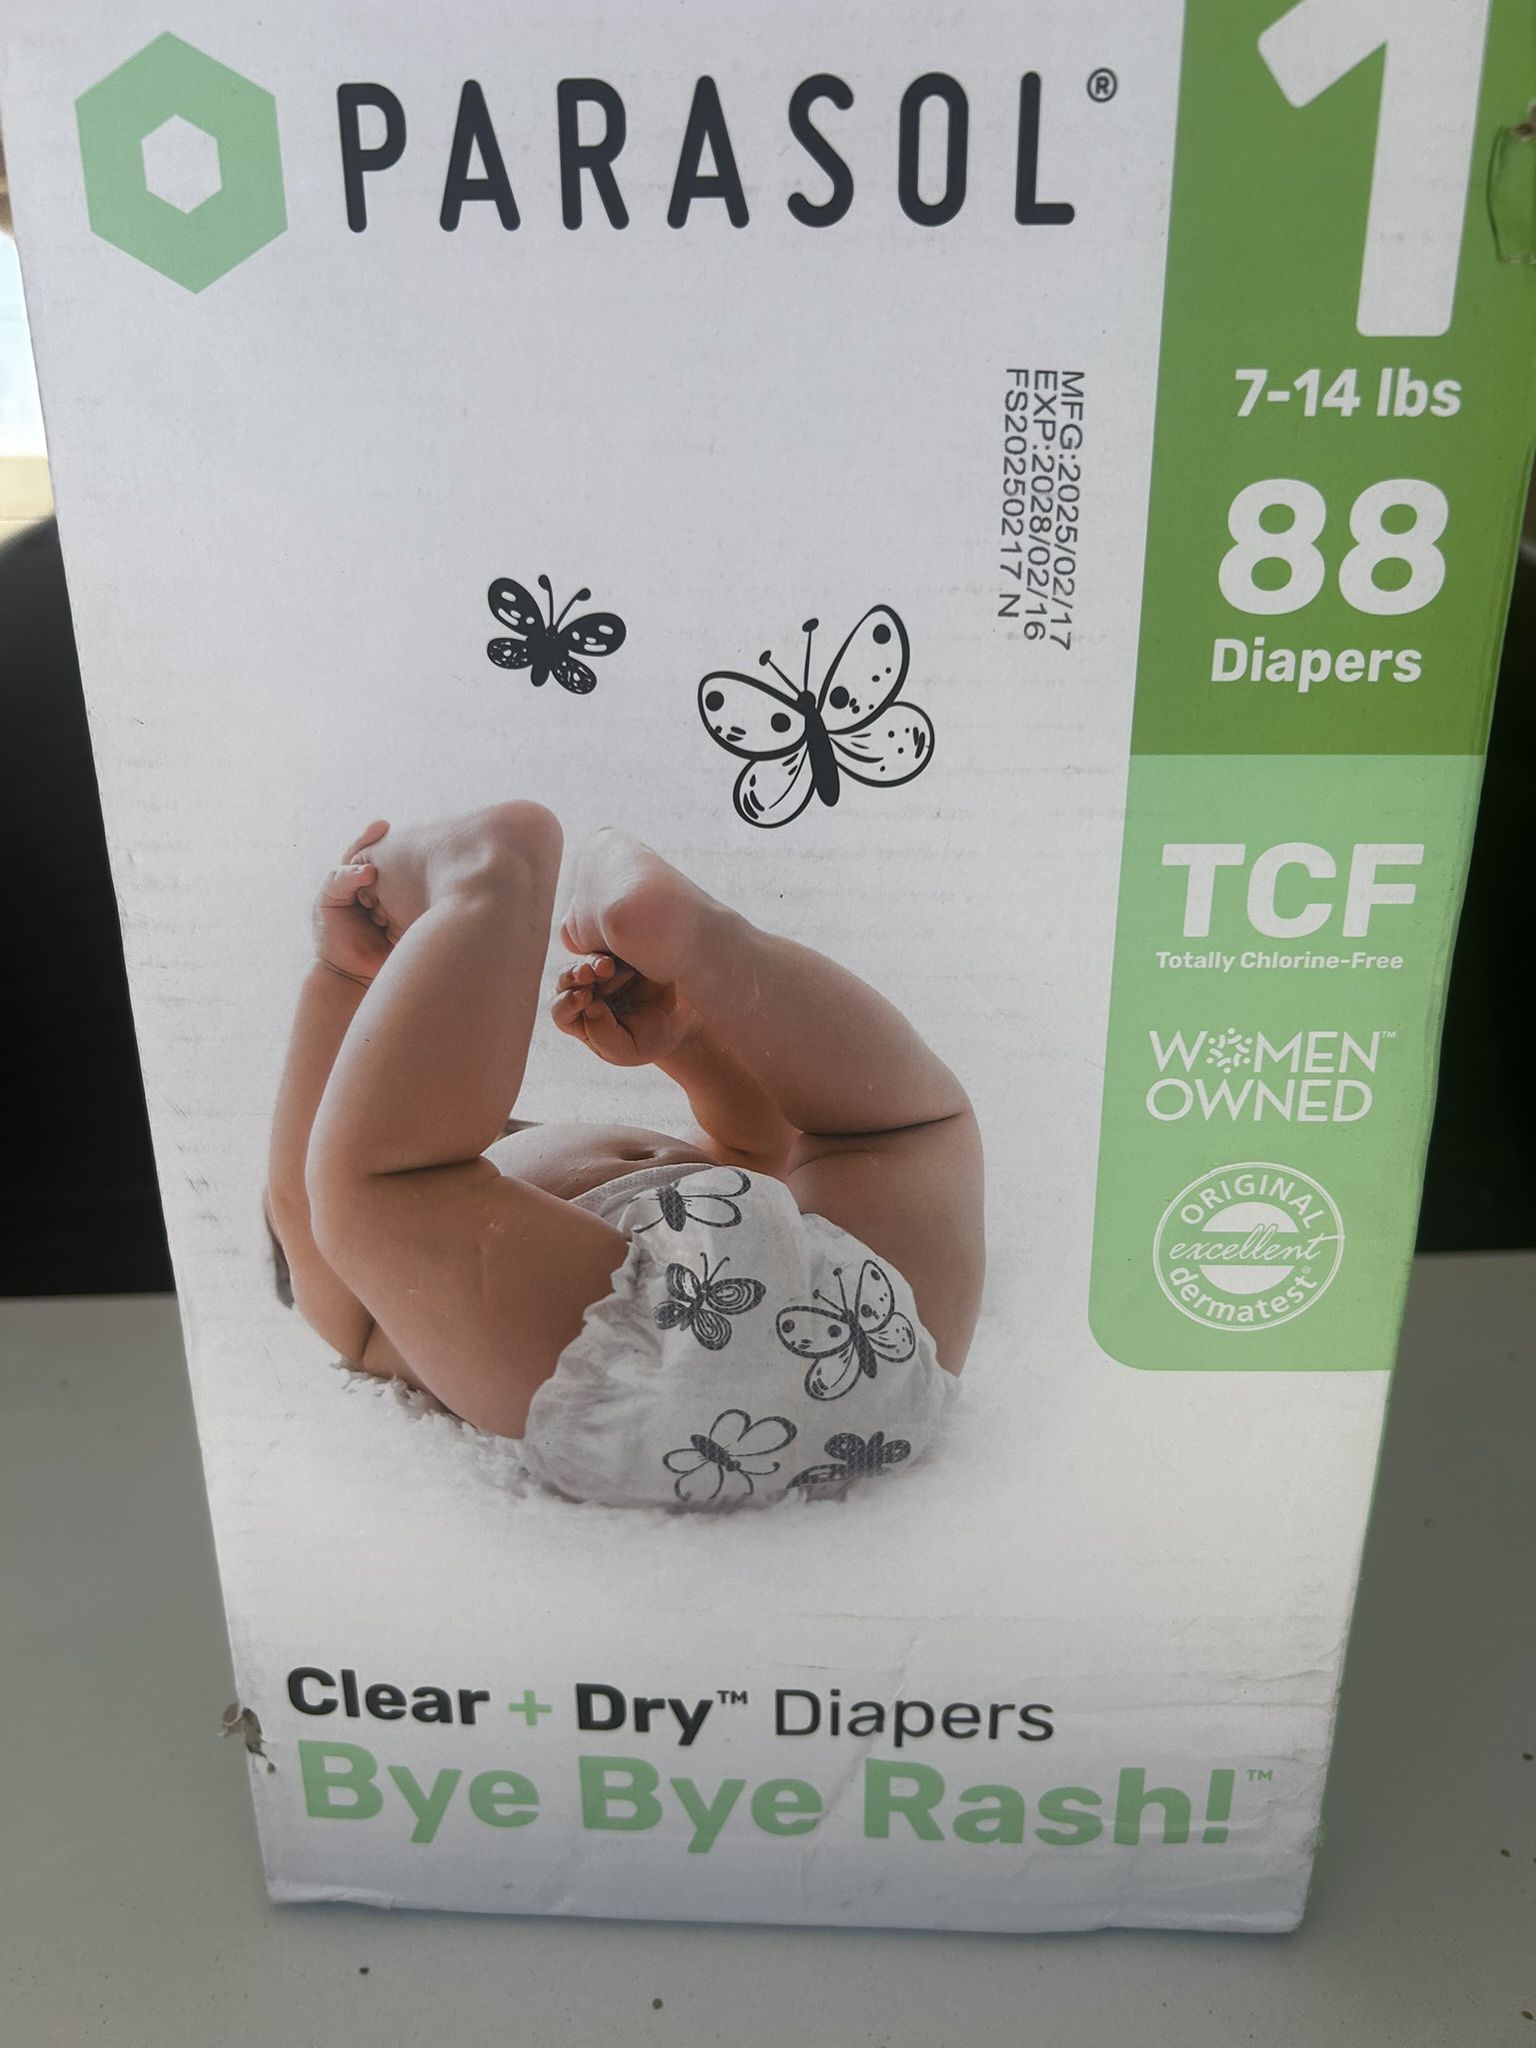 PARASOL®
1
7-14 lbs
88
Diapers
MFG:2025/02/17
EXP:2028/02/16
FS20250217 N
TCF
Totally Chlorine-Free
WOMEN™
OWNED
ORIGINAL
excellent
dermatest®
Clear + Dry™ Diapers
Bye Bye Rash!™